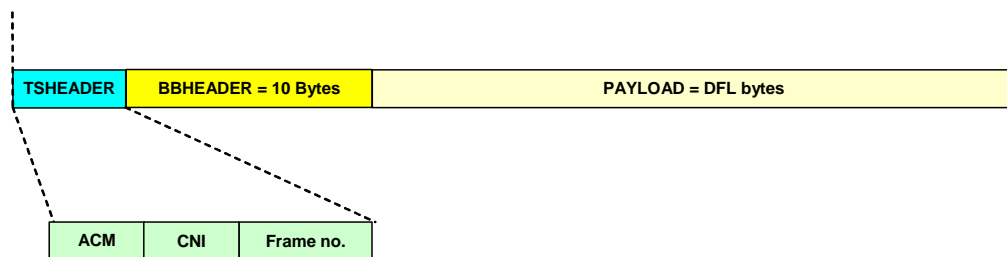 TSHEADER BBHEADER = 10 Bytes PAYLOAD = DFL bytes
ACM CNI Frame no.